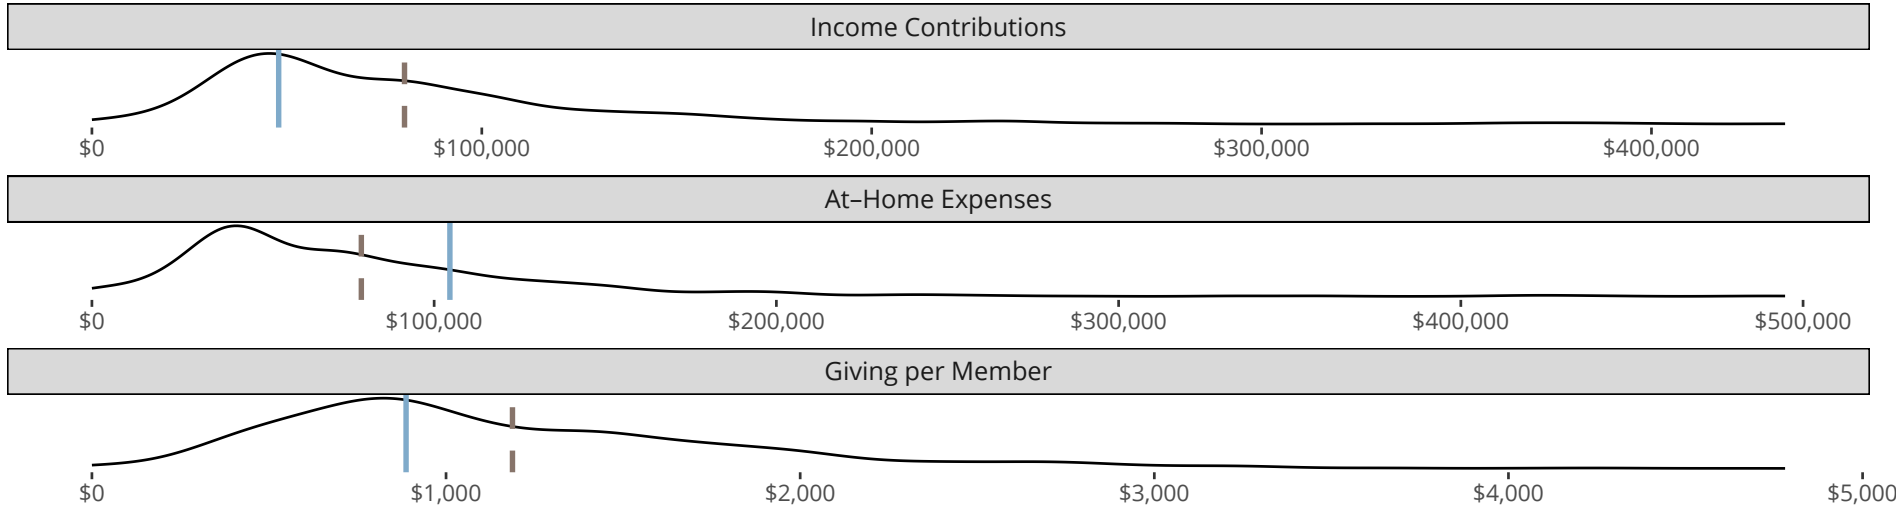 Income Contributions
$0 $100,000 $200,000 $300,000 $400,000
At–Home Expenses
$0 $100,000 $200,000 $300,000 $400,000 $500,000
Giving per Member
$0 $1,000 $2,000 $3,000 $4,000 $5,000